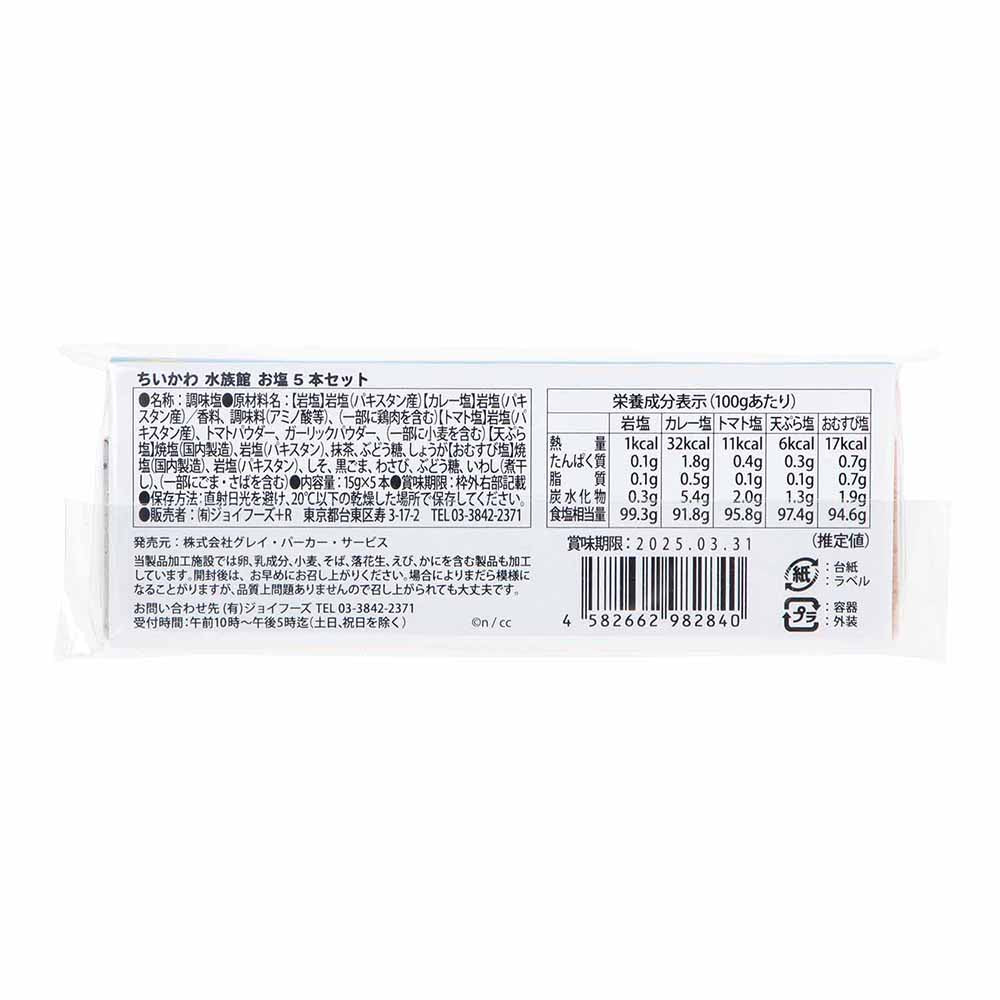 ちいかわ 水族館 お塩 5 本セット
●名称：調味塩●原材料名：【岩塩】岩塩（パキスタン産）【カレー塩】岩塩（パキ
スタン産）／香料、調味料（アミノ酸等）、（一部に鶏肉を含む）【トマト塩】岩塩（パ
キスタン産）、トマトパウダー、ガーリックパウダー、（一部に小麦を含む）【天ぷら
塩】焼塩（国内製造）、岩塩（パキスタン）、抹茶、ぶどう糖、しょうが【おむすび塩】焼
塩（国内製造）、岩塩（パキスタン）、しそ、黒ごま、わさび、ぶどう糖、いわし（煮干
し）、（一部にごま・さばを含む）●内容量：15g×5本●賞味期限：枠外右部記載
●保存方法：直射日光を避け、20℃以下の乾燥した場所で保存してください。
●販売者：（有）ジョイフーズ+R 東京都台東区寿 3-17-2 TEL 03-3842-2371
発売元：株式会社グレイ・パーカー・サービス
当製品加工施設では卵、乳成分、小麦、そば、落花生、えび、かにを含む製品も加工
しています。開封後は、お早めにお召し上がりください。場合によりまだら模様に
なることがりますが、品質上問題ありませんので召し上がられても大丈夫です。
お問い合わせ先（有）ジョイフーズ TEL 03-3842-2371
受付時間：午前10時～午後5時迄（土日、祝日を除く）
©n / cc
栄養成分表示（100gあたり）
岩塩 カレー塩 トマト塩 天ぷら塩 おむすび塩
熱量 1kcal 32kcal 11kcal 6kcal 17kcal
たんぱく質 0.1g 1.8g 0.4g 0.3g 0.7g
脂質 0.1g 0.5g 0.1g 0.1g 0.7g
炭水化物 0.3g 5.4g 2.0g 1.3g 1.9g
食塩相当量 99.3g 91.8g 95.8g 97.4g 94.6g
（推定値）
賞味期限：2025.03.31
4 582662 982840
紙 ：台紙
：ラベル
プラ ：容器
：外装